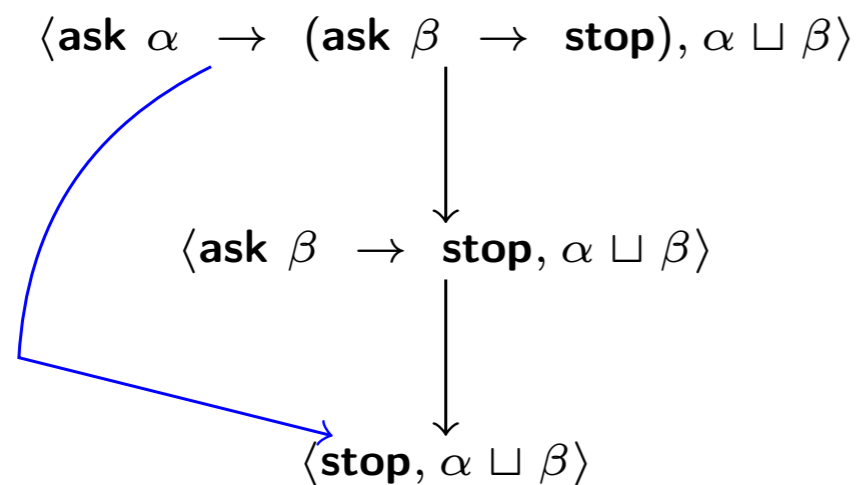 ⟨ask α → (ask β → stop), α ⊔ β⟩
⟨ask β → stop, α ⊔ β⟩
⟨stop, α ⊔ β⟩